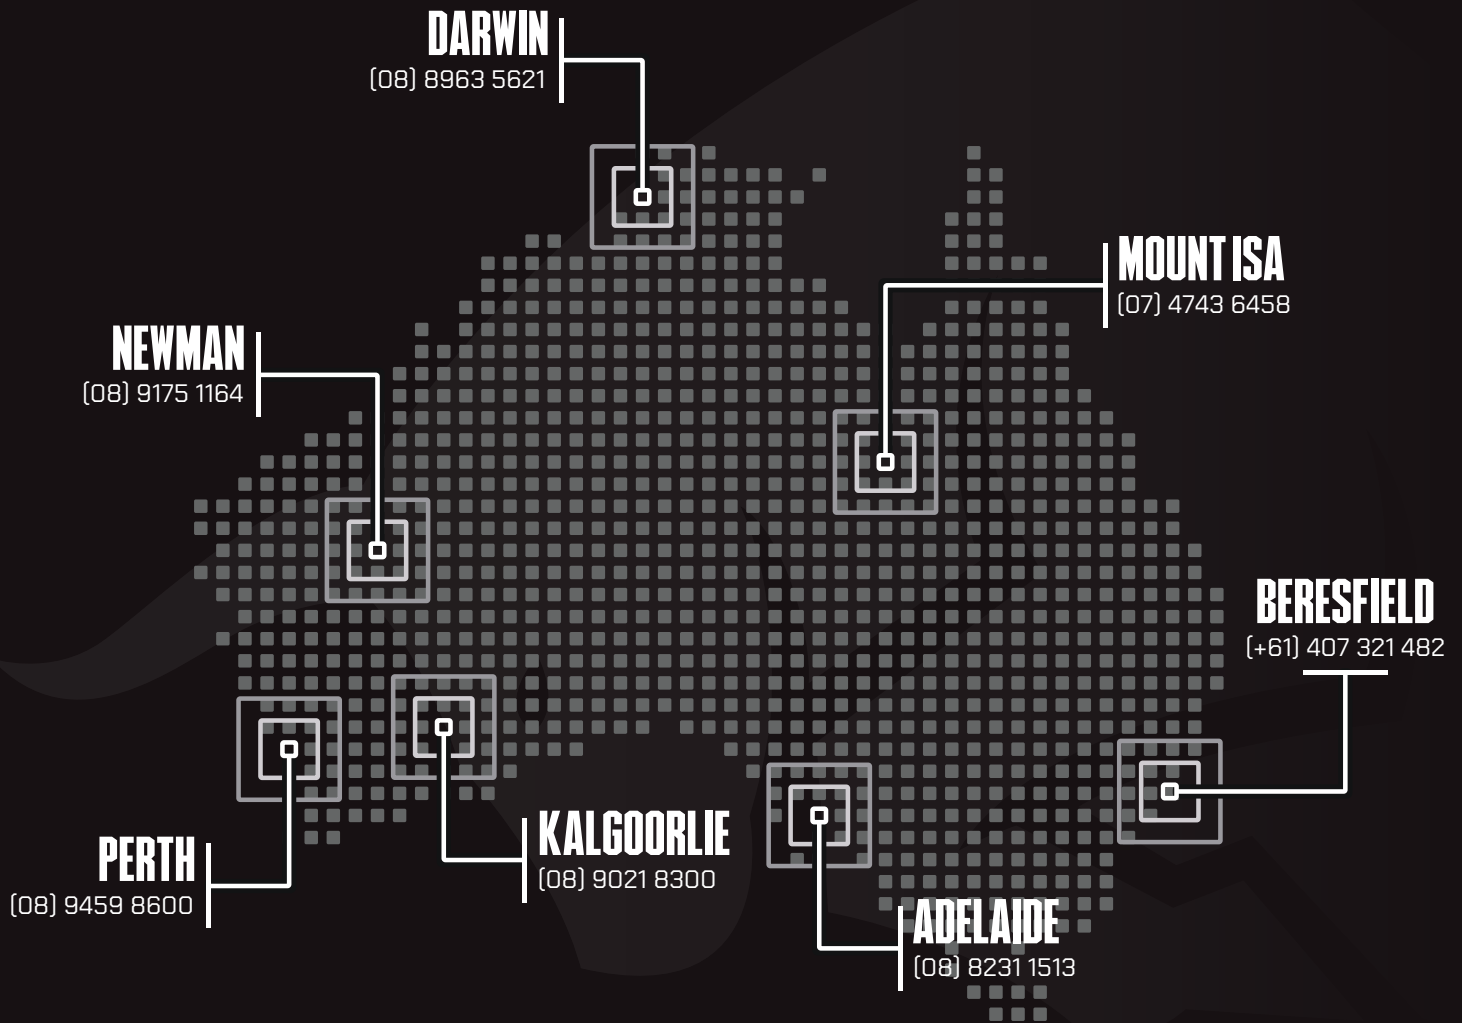 DARWIN
(08) 8963 5621
MOUNT ISA
(07) 4743 6458
NEWMAN
(08) 9175 1164
BERESFIELD
(+61) 407 321 482
KALGOORLIE
(08) 9021 8300
PERTH
(08) 9459 8600
ADELAIDE
(08) 8231 1513